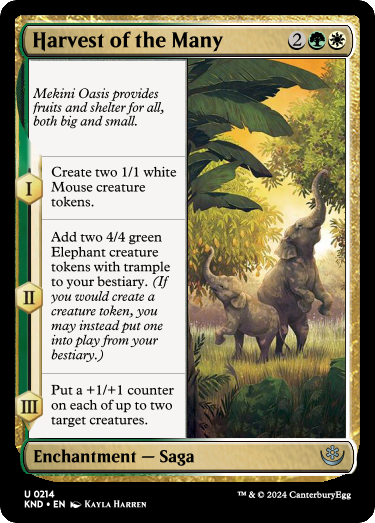 Harvest of the Many 2
Mekini Oasis provides
fruits and shelter for all,
both big and small.
I
Create two 1/1 white
Mouse creature
tokens.
II
Add two 4/4 green
Elephant creature
tokens with trample
to your bestiary. (If
you would create a
creature token, you
may instead put one
into play from your
bestiary.)
III
Put a +1/+1 counter
on each of up to two
target creatures.
Enchantment — Saga
U 0214
KND • EN Kayla Harren
™ & © 2024 CanterburyEgg